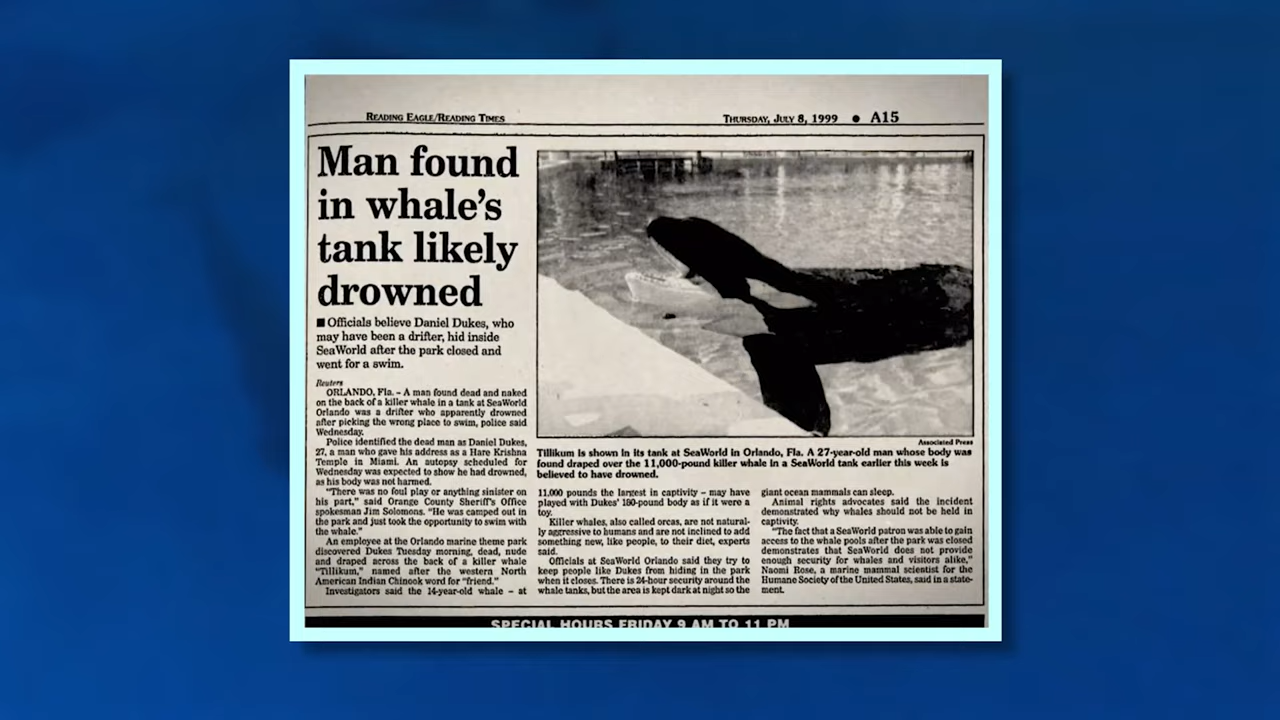 READING EAGLE/READING TIMES
THURSDAY, JULY 8, 1999 ● A15
Man found
in whale's
tank likely
drowned
■ Officials believe Daniel Dukes, who
may have been a drifter, hid inside
SeaWorld after the park closed and
went for a swim.
Reuters
ORLANDO, Fla. – A man found dead and naked
on the back of a killer whale in a tank at SeaWorld
Orlando was a drifter who apparently drowned
after picking the wrong place to swim, police said
Wednesday.
Police identified the dead man as Daniel Dukes,
27, a man who gave his address as a Hare Krishna
Temple in Miami. An autopsy scheduled for
Wednesday was expected to show he had drowned,
as his body was not harmed.
"There was no foul play or anything sinister on
his part," said Orange County Sheriff's Office
spokesman Jim Solomons. "He was camped out in
the park and just took the opportunity to swim with
the whale."
An employee at the Orlando marine theme park
discovered Dukes Tuesday morning, dead, nude
and draped across the back of a killer whale
"Tillikum," named after the western North
American Indian Chinook word for "friend."
Investigators said the 14-year-old whale – at
Associated Press
Tillikum is shown in its tank at SeaWorld in Orlando, Fla. A 27-year-old man whose body was
found draped over the 11,000-pound killer whale in a SeaWorld tank earlier this week is
believed to have drowned.
11,000 pounds the largest in captivity – may have
played with Dukes' 180-pound body as if it were a
toy.
Killer whales, also called orcas, are not natural-
ly aggressive to humans and are not inclined to add
something new, like people, to their diet, experts
said.
Officials at SeaWorld Orlando said they try to
keep people like Dukes from hiding in the park
when it closes. There is 24-hour security around the
whale tanks, but the area is kept dark at night so the
giant ocean mammals can sleep.
Animal rights advocates said the incident
demonstrated why whales should not be held in
captivity.
"The fact that a SeaWorld patron was able to gain
access to the whale pools after the park was closed
demonstrates that SeaWorld does not provide
enough security for whales and visitors alike,"
Naomi Rose, a marine mammal scientist for the
Humane Society of the United States, said in a state-
ment.
SPECIAL HOURS FRIDAY 9 AM TO 11 PM